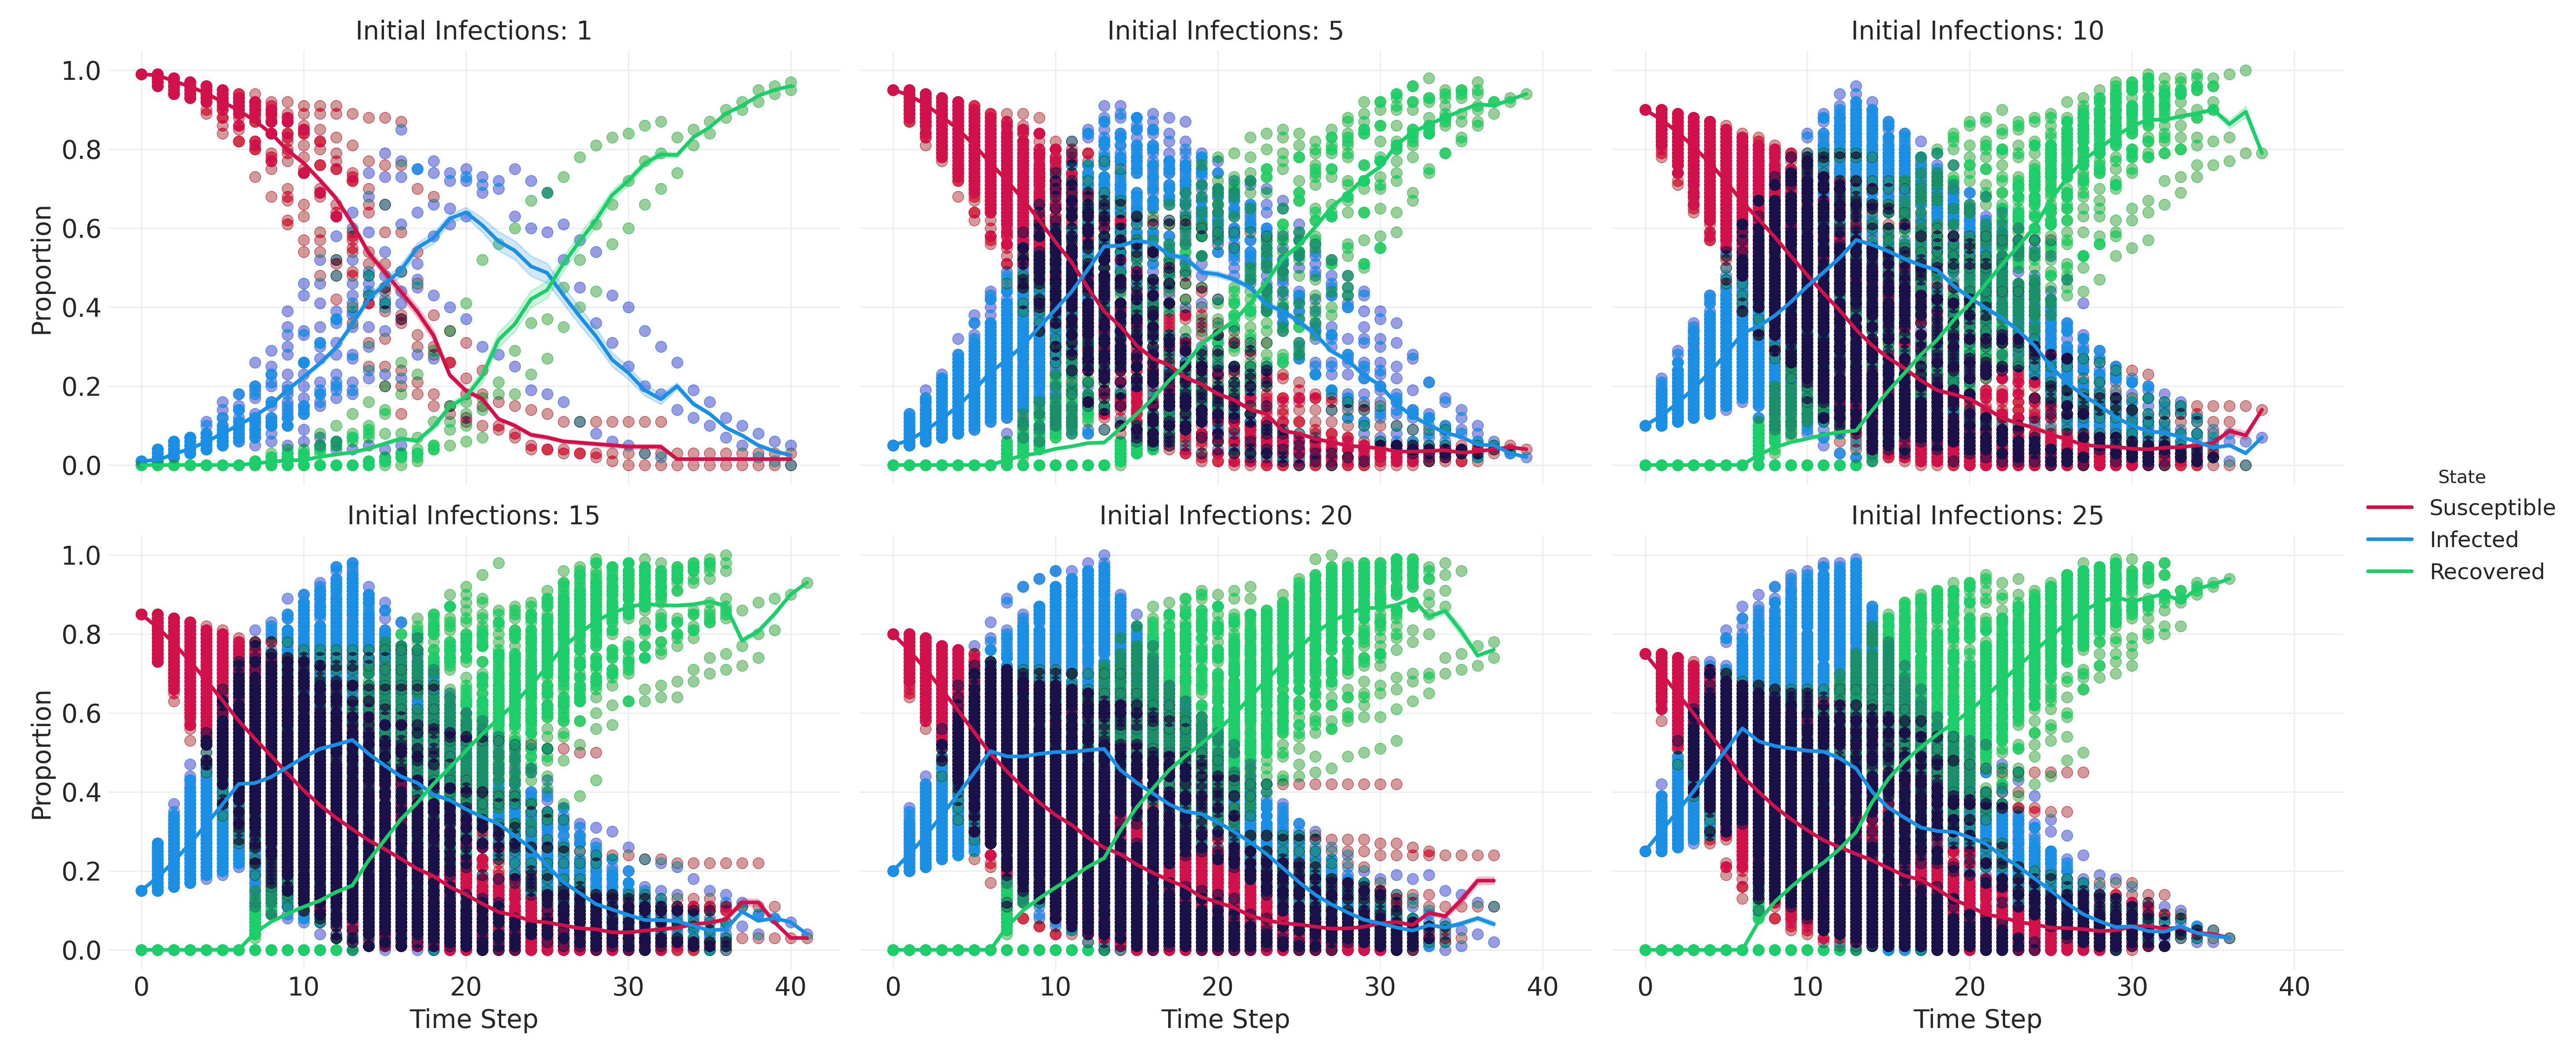 Initial Infections: 1
Initial Infections: 5
Initial Infections: 10
1.0
0.8
0.6
0.4
0.2
0.0
Proportion
Initial Infections: 15
Initial Infections: 20
Initial Infections: 25
1.0
0.8
0.6
0.4
0.2
0.0
Proportion
0 10 20 30 40
0 10 20 30 40
0 10 20 30 40
Time Step
Time Step
Time Step
State
Susceptible
Infected
Recovered